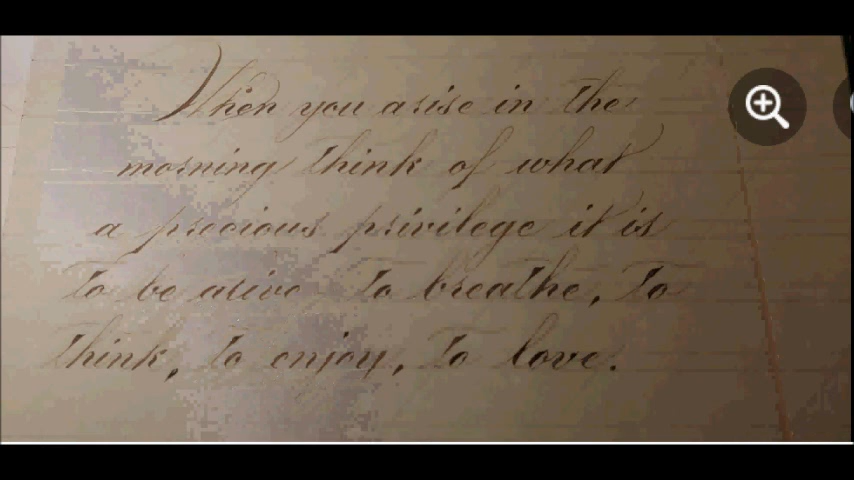 When you arise in the
morning think of what
a precious privilege it is
to be arive to breathe, to
think, to enjoy, to love.